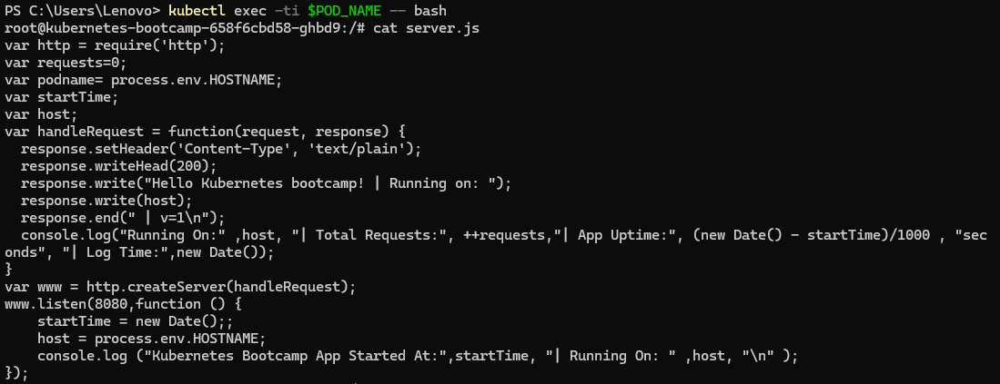 PS C:\Users\Lenovo> kubectl exec -ti $POD_NAME -- bash
root@kubernetes-bootcamp-658f6cbd58-ghbd9:/# cat server.js
var http = require('http');
var requests=0;
var podname= process.env.HOSTNAME;
var startTime;
var host;
var handleRequest = function(request, response) {
  response.setHeader('Content-Type', 'text/plain');
  response.writeHead(200);
  response.write("Hello Kubernetes bootcamp! | Running on: ");
  response.write(host);
  response.end(" | v=1\n");
  console.log("Running On:" ,host, "| Total Requests:", ++requests,"| App Uptime:", (new Date() - startTime)/1000 , "sec
onds", "| Log Time:",new Date());
}
var www = http.createServer(handleRequest);
www.listen(8080,function () {
    startTime = new Date();;
    host = process.env.HOSTNAME;
    console.log ("Kubernetes Bootcamp App Started At:",startTime, "| Running On: " ,host, "\n" );
});